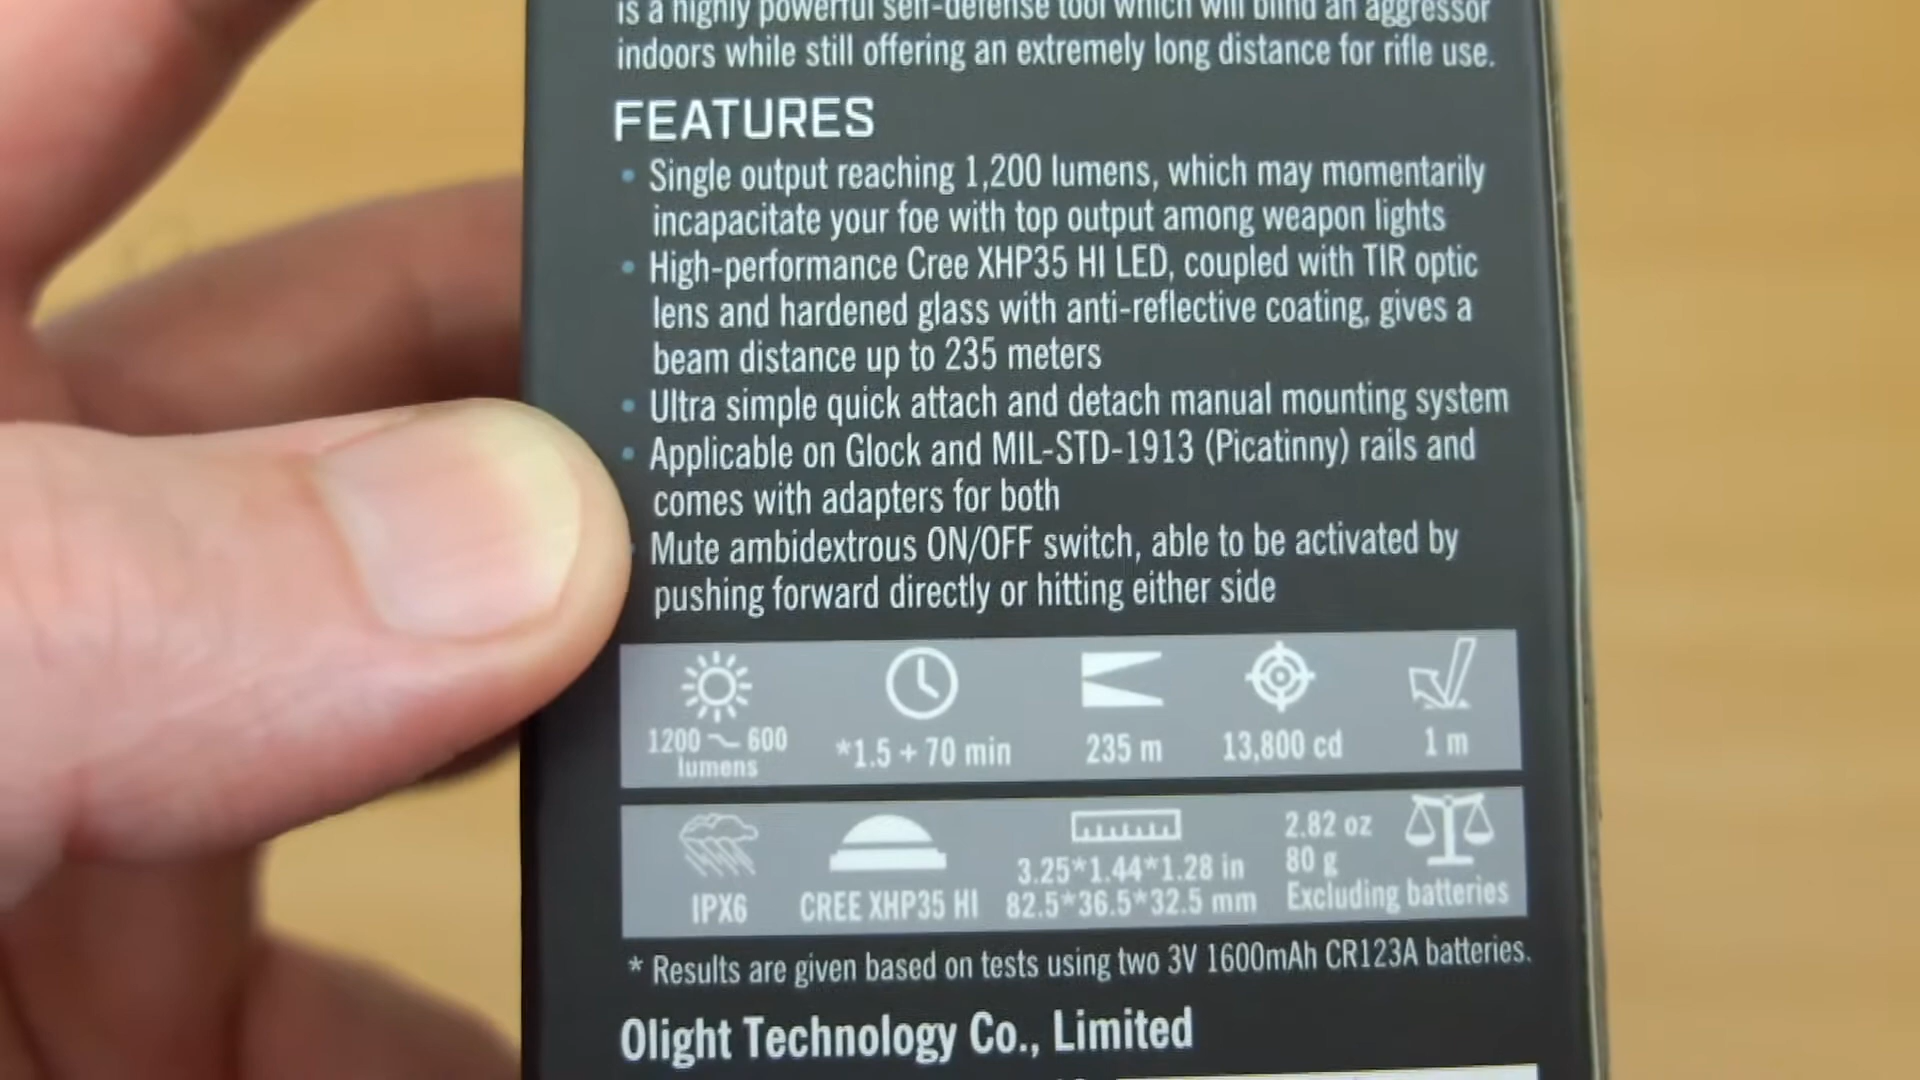 is a highly powerful self-defense tool which will blind an aggressor
indoors while still offering an extremely long distance for rifle use.
FEATURES
• Single output reaching 1,200 lumens, which may momentarily
incapacitate your foe with top output among weapon lights
• High-performance Cree XHP35 HI LED, coupled with TIR optic
lens and hardened glass with anti-reflective coating, gives a
beam distance up to 235 meters
• Ultra simple quick attach and detach manual mounting system
• Applicable on Glock and MIL-STD-1913 (Picatinny) rails and
comes with adapters for both
Mute ambidextrous ON/OFF switch, able to be activated by
pushing forward directly or hitting either side
1200 ~ 600
lumens
*1.5 + 70 min
235 m
13,800 cd
1 m
IPX6
CREE XHP35 HI
3.25*1.44*1.28 in
82.5*36.5*32.5 mm
2.82 oz
80 g
Excluding batteries
* Results are given based on tests using two 3V 1600mAh CR123A batteries.
Olight Technology Co., Limited